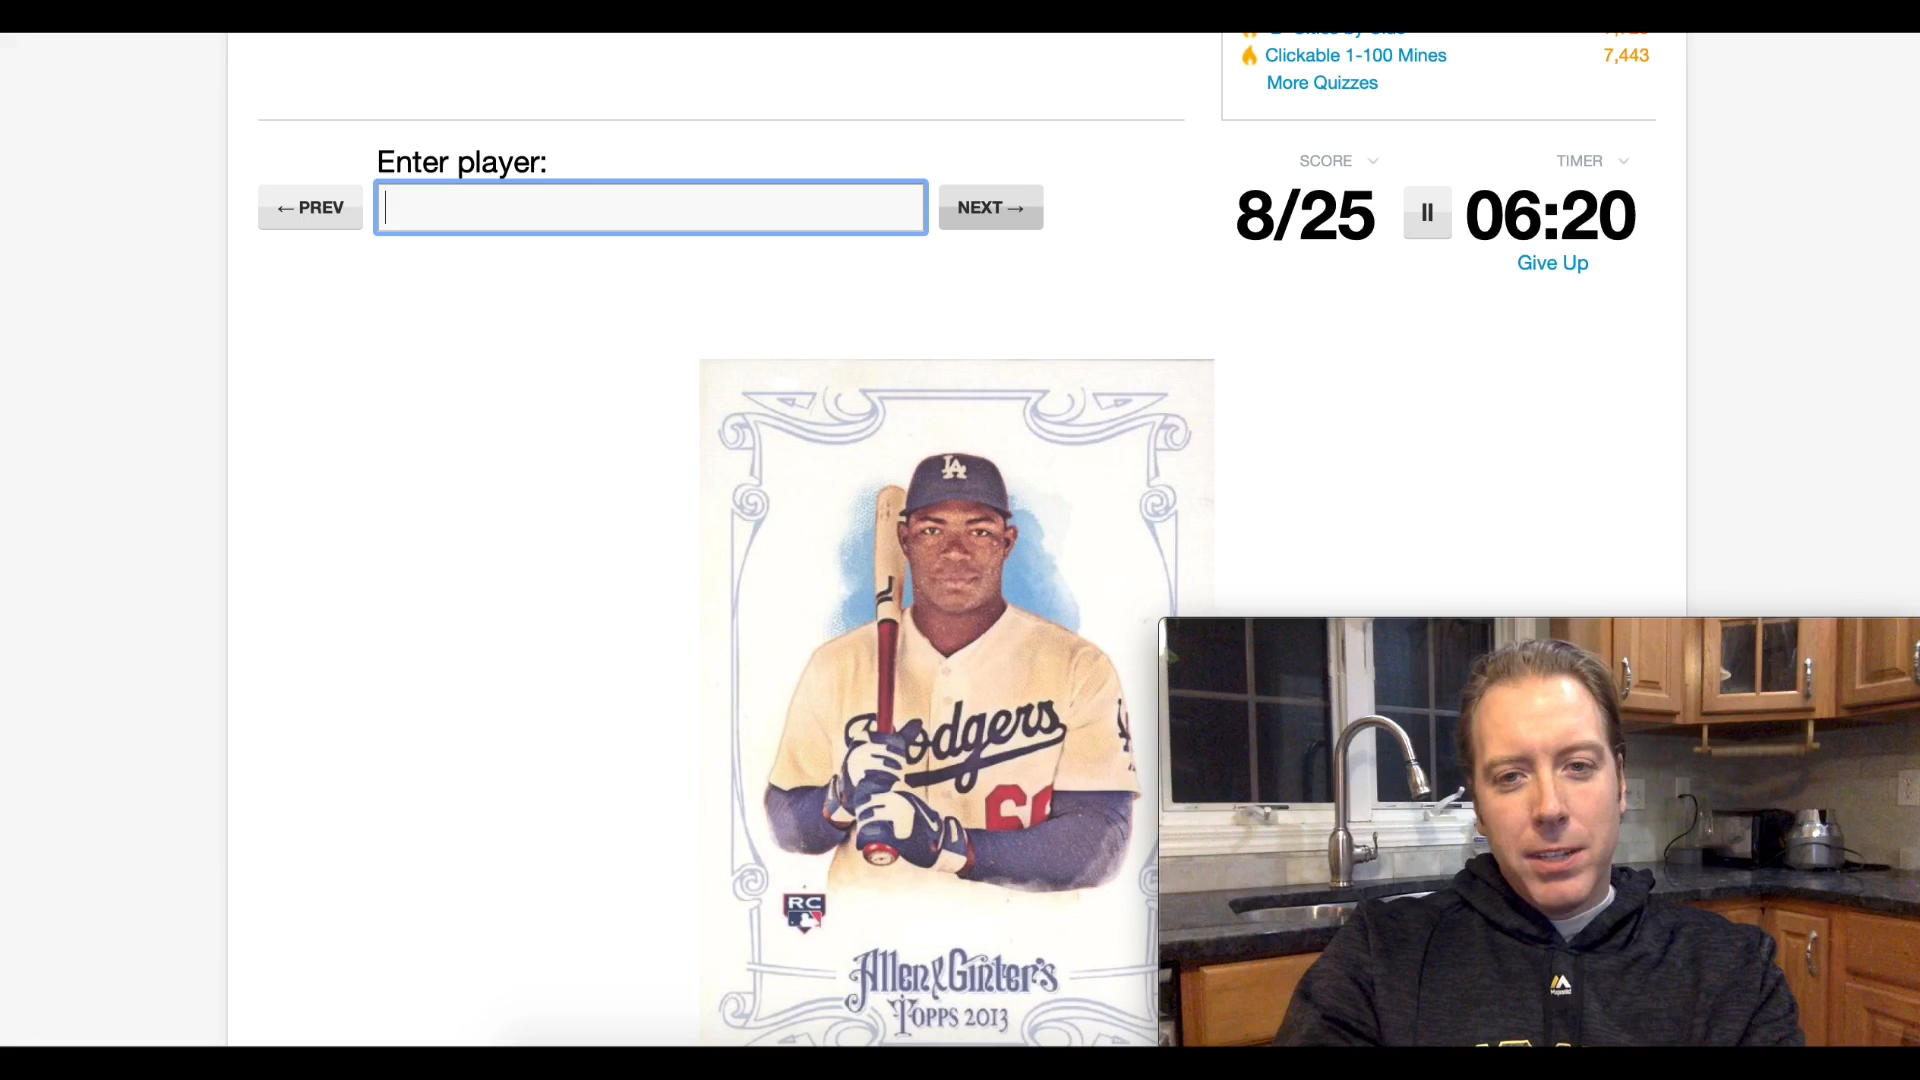 Clickable 1-100 Mines 7,443
More Quizzes
Enter player:
← PREV
NEXT →
SCORE
TIMER
8/25
06:20
Give Up
LA
Dodgers
RC
Allen & Ginter's
Topps 2013